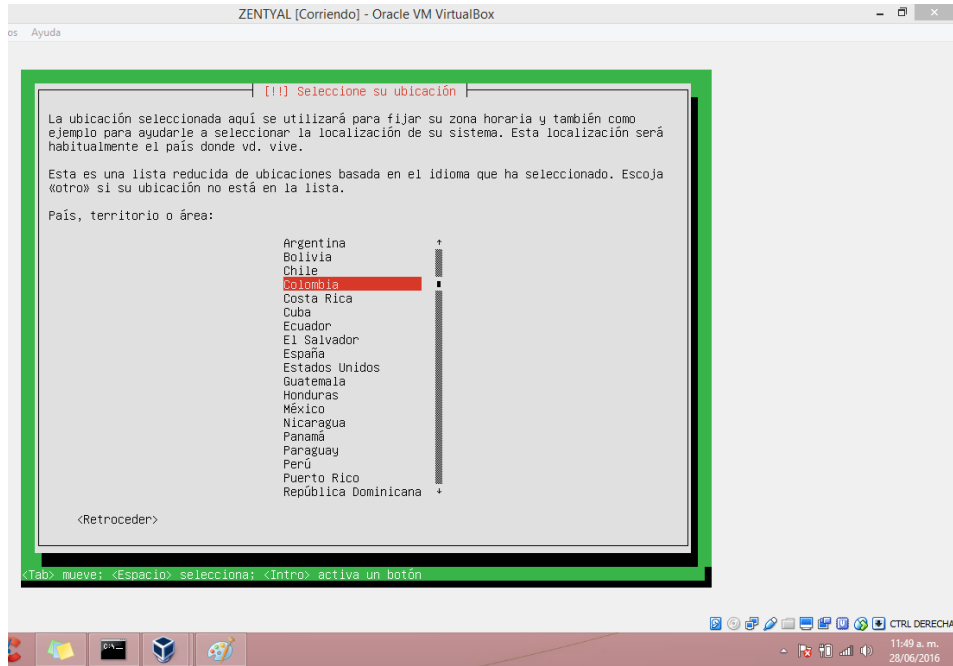 ZENTYAL [Corriendo] - Oracle VM VirtualBox
os Ayuda
[!!] Seleccione su ubicación
La ubicación seleccionada aquí se utilizará para fijar su zona horaria y también como
ejemplo para ayudarle a seleccionar la localización de su sistema. Esta localización será
habitualmente el país donde vd. vive.
Esta es una lista reducida de ubicaciones basada en el idioma que ha seleccionado. Escoja
«otro» si su ubicación no está en la lista.
País, territorio o área:
Argentina
Bolivia
Chile
Colombia
Costa Rica
Cuba
Ecuador
El Salvador
España
Estados Unidos
Guatemala
Honduras
México
Nicaragua
Panamá
Paraguay
Perú
Puerto Rico
República Dominicana
<Retroceder>
<Tab> mueve; <Espacio> selecciona; <Intro> activa un botón
CTRL DERECHA
C:\_
11:49 a. m.
28/06/2016